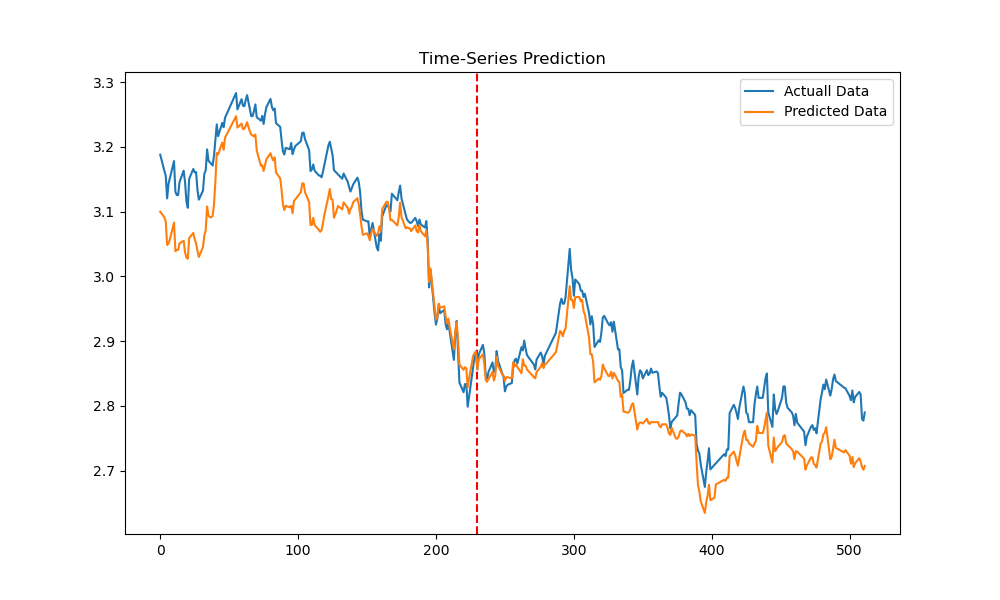 Time-Series Prediction
Actuall Data
Predicted Data
3.3
3.2
3.1
3.0
2.9
2.8
2.7
0 100 200 300 400 500